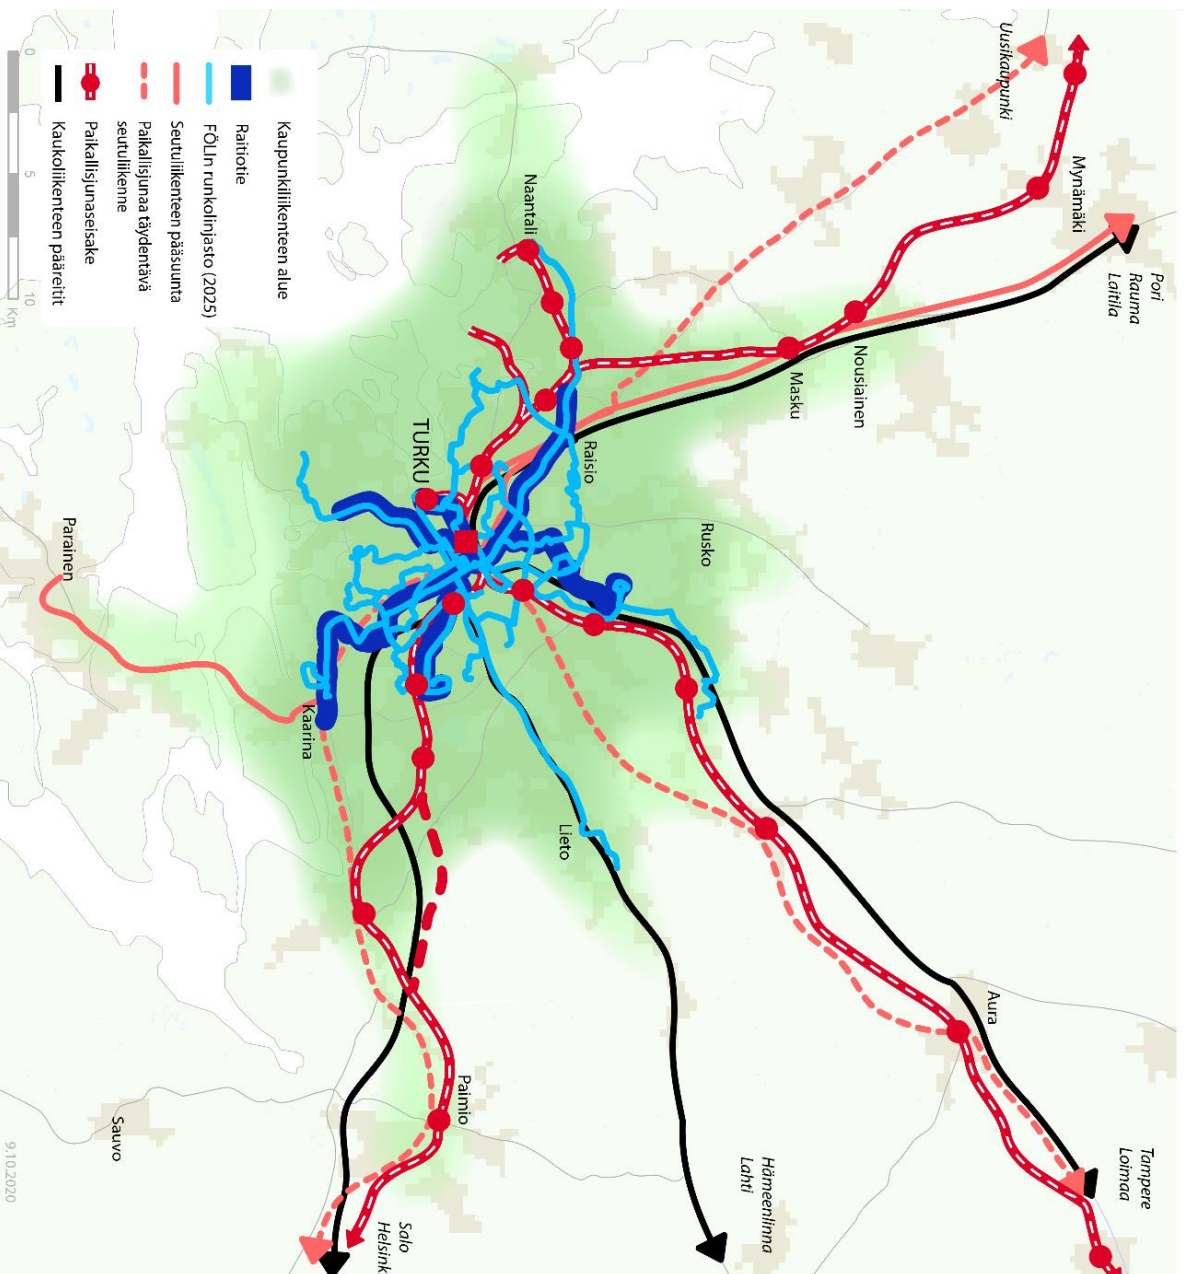 Uusikaupunki
Mynämäki
Pori
Rauma
Laitila
Nousiainen
Masku
Naantali
Raisio
Rusko
TURKU
Parainen
Kaarina
Lieto
Aura
Paimio
Sauvo
Tampere
Loimaa
Hämeenlinna
Lahti
Salo
Helsink
Kaupunkiliikenteen alue
Raitiotie
FÖLIn runkolinjasto (2025)
Seutuliikenteen pääsuunta
Paikallisjunaa täydentävä
seutuliikenne
Paikallisjunaseisake
Kaukoliikenteen pääreitit
0 5 10 Km
9.10.2020